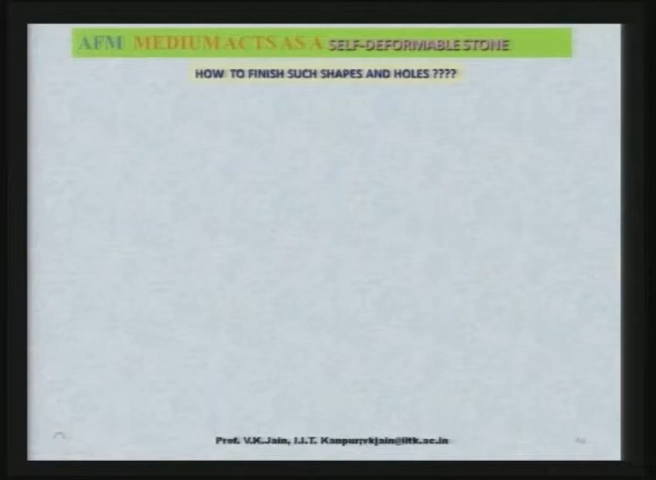 AFM MEDIUM ACTS AS A SELF-DEFORMABLE STONE
HOW TO FINISH SUCH SHAPES AND HOLES ????
Prof. V.K.Jain, I.I.T. Kanpur;vkjain@iitk.ac.in